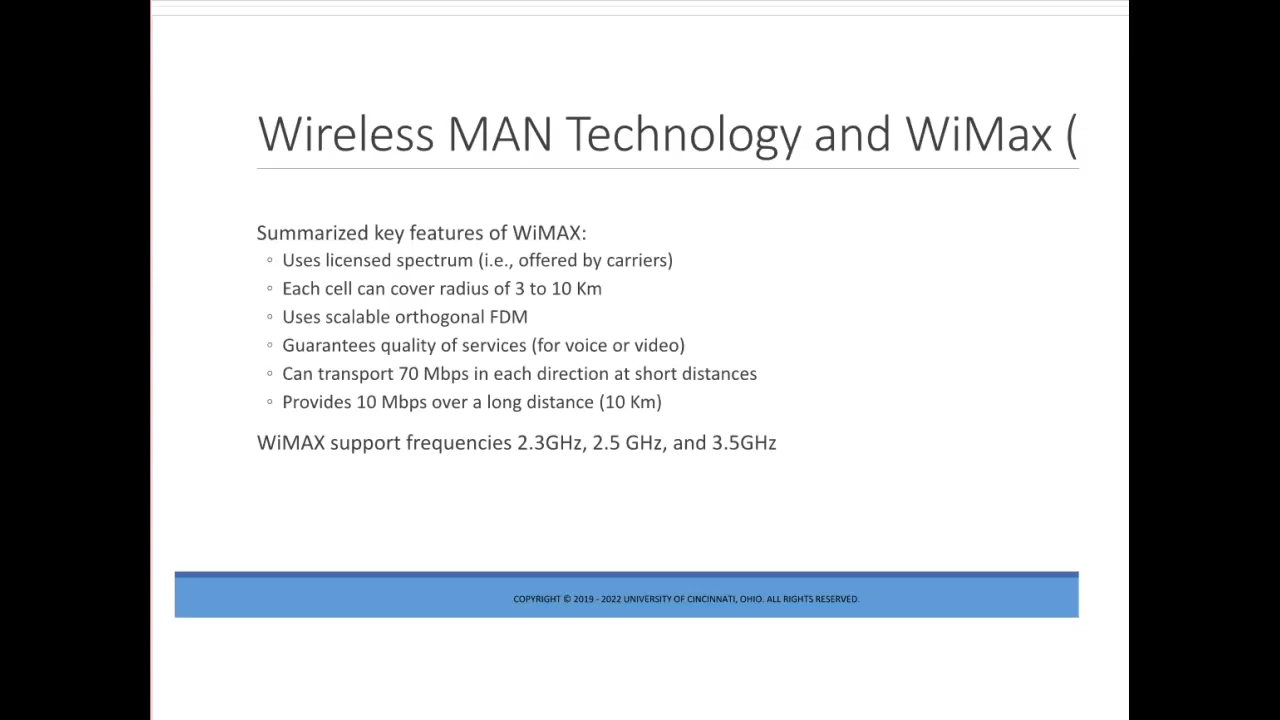 Wireless MAN Technology and WiMax (
Summarized key features of WiMAX:
◦ Uses licensed spectrum (i.e., offered by carriers)
◦ Each cell can cover radius of 3 to 10 Km
◦ Uses scalable orthogonal FDM
◦ Guarantees quality of services (for voice or video)
◦ Can transport 70 Mbps in each direction at short distances
◦ Provides 10 Mbps over a long distance (10 Km)
WiMAX support frequencies 2.3GHz, 2.5 GHz, and 3.5GHz
COPYRIGHT © 2019 - 2022 UNIVERSITY OF CINCINNATI, OHIO. ALL RIGHTS RESERVED.